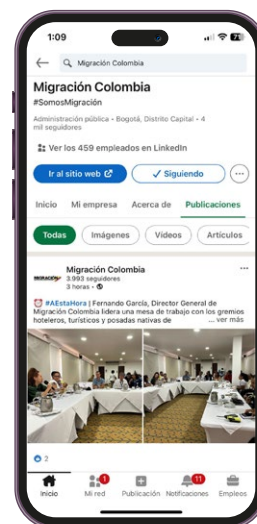 1:09
Migración Colombia
Migración Colombia
#SomosMigración
Administración pública • Bogotá, Distrito Capital • 4
mil seguidores
Ver los 459 empleados en LinkedIn
Ir al sitio web
Siguiendo
Inicio Mi empresa Acerca de Publicaciones
Todas Imágenes Videos Artículos
MIGRACIÓN
Migración Colombia
3.993 seguidores
3 horas •
#AEstaHora | Fernando García, Director General de
Migración Colombia lidera una mesa de trabajo con los gremios
hoteleros, turísticos y posadas nativas de ... ver más
2
1 11
Inicio Mi red Publicación Notificaciones Empleos